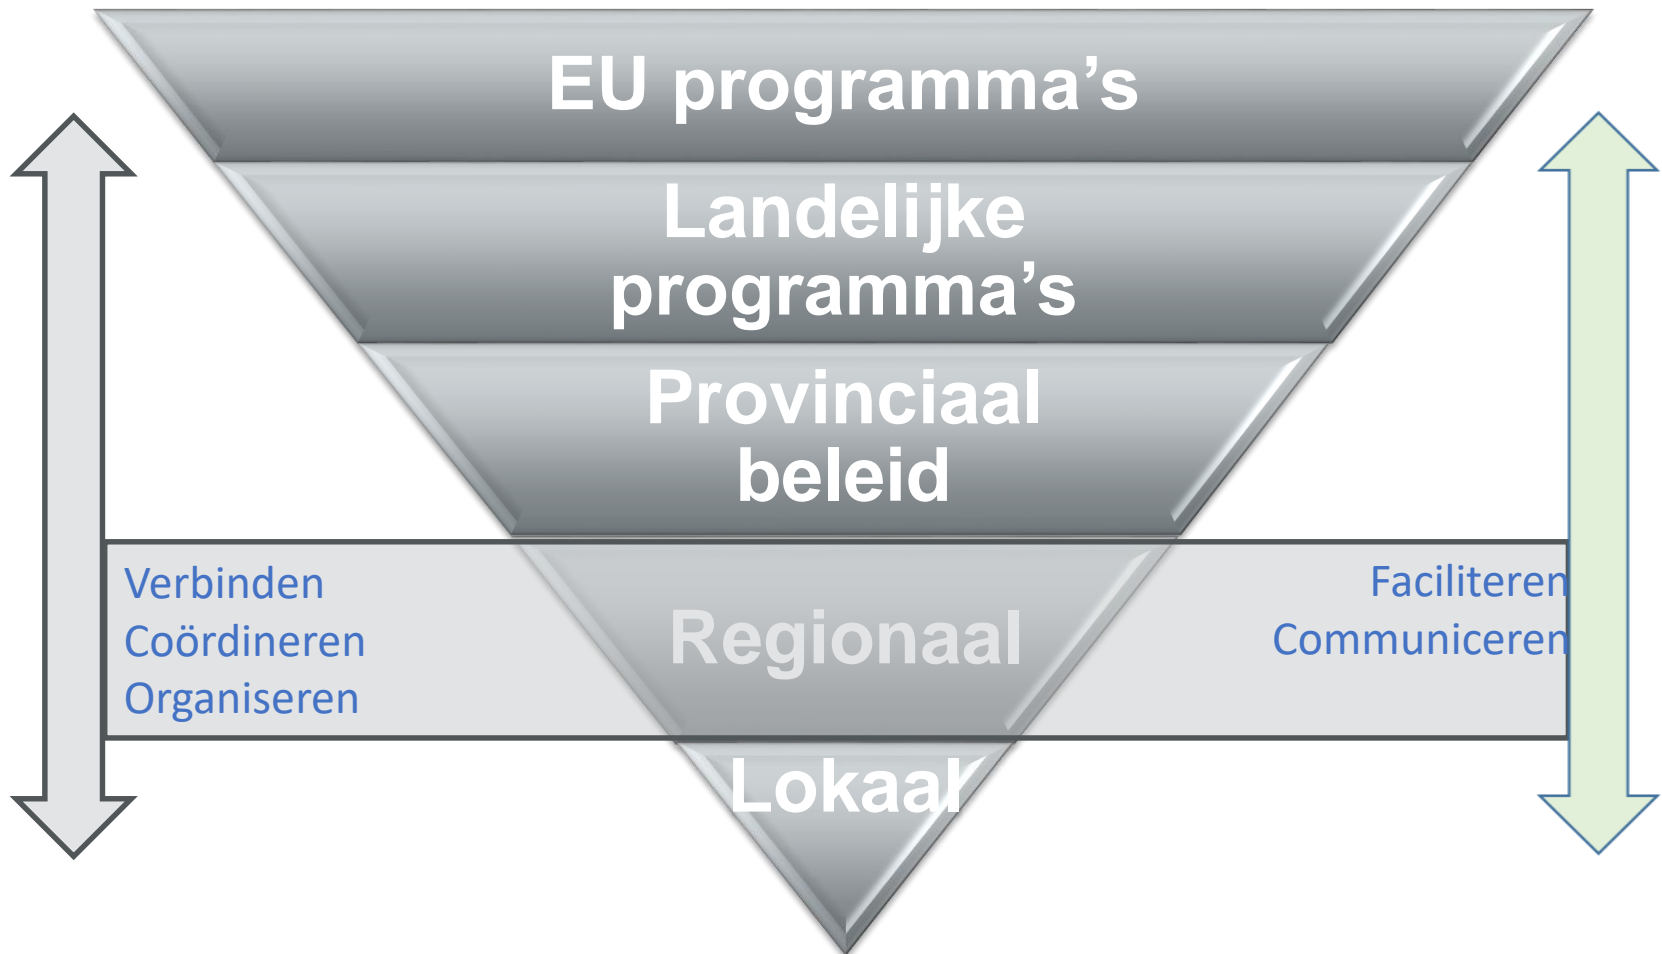 EU programma’s
Landelijke
programma’s
Provinciaal
beleid
Verbinden
Coördineren
Organiseren
Regionaal
Faciliteren
Communiceren
Lokaal